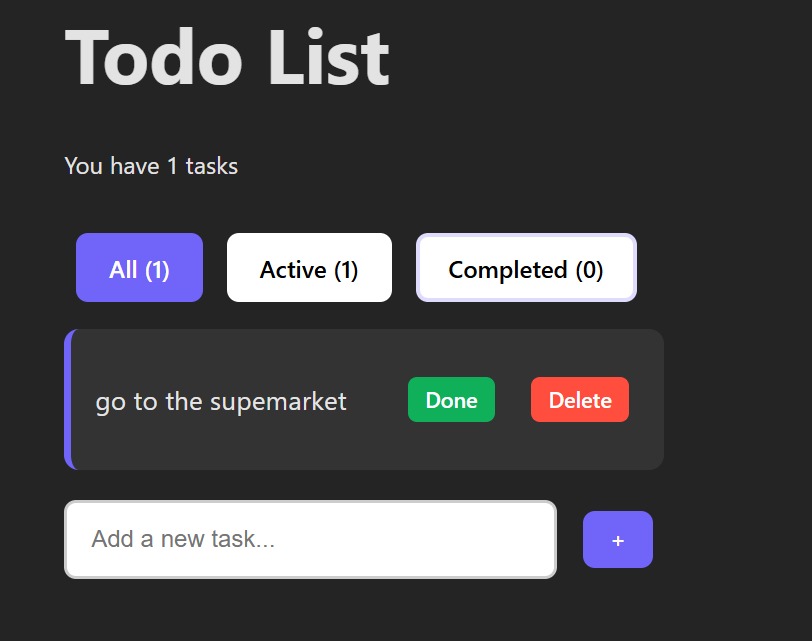 Todo List
You have 1 tasks
All (1) Active (1) Completed (0)
go to the supemarket Done Delete
Add a new task... +